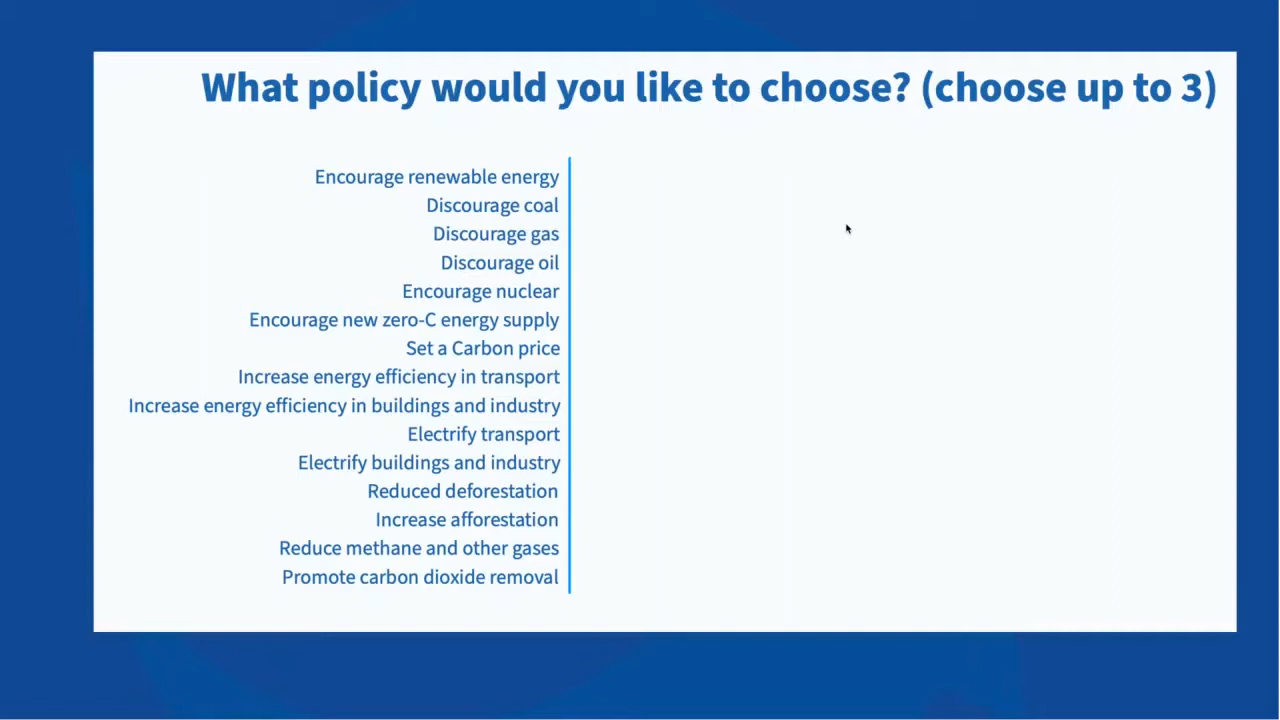 What policy would you like to choose? (choose up to 3)
Encourage renewable energy
Discourage coal
Discourage gas
Discourage oil
Encourage nuclear
Encourage new zero-C energy supply
Set a Carbon price
Increase energy efficiency in transport
Increase energy efficiency in buildings and industry
Electrify transport
Electrify buildings and industry
Reduced deforestation
Increase afforestation
Reduce methane and other gases
Promote carbon dioxide removal